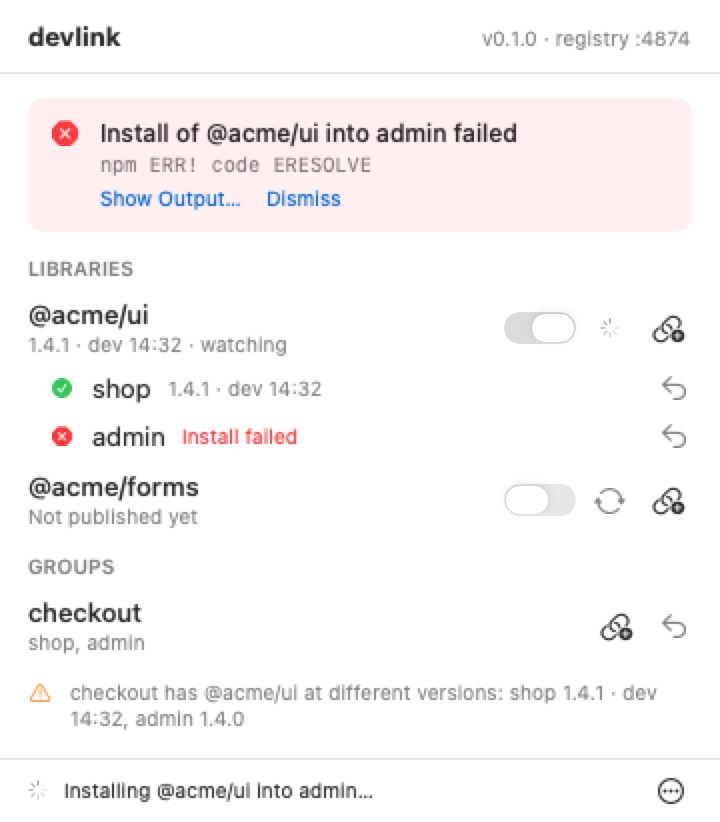 devlink
v0.1.0 · registry :4874
Install of @acme/ui into admin failed
npm ERR! code ERESOLVE
Show Output... Dismiss
LIBRARIES
@acme/ui
1.4.1 · dev 14:32 · watching
shop 1.4.1 · dev 14:32
admin Install failed
@acme/forms
Not published yet
GROUPS
checkout
shop, admin
checkout has @acme/ui at different versions: shop 1.4.1 · dev
14:32, admin 1.4.0
Installing @acme/ui into admin...